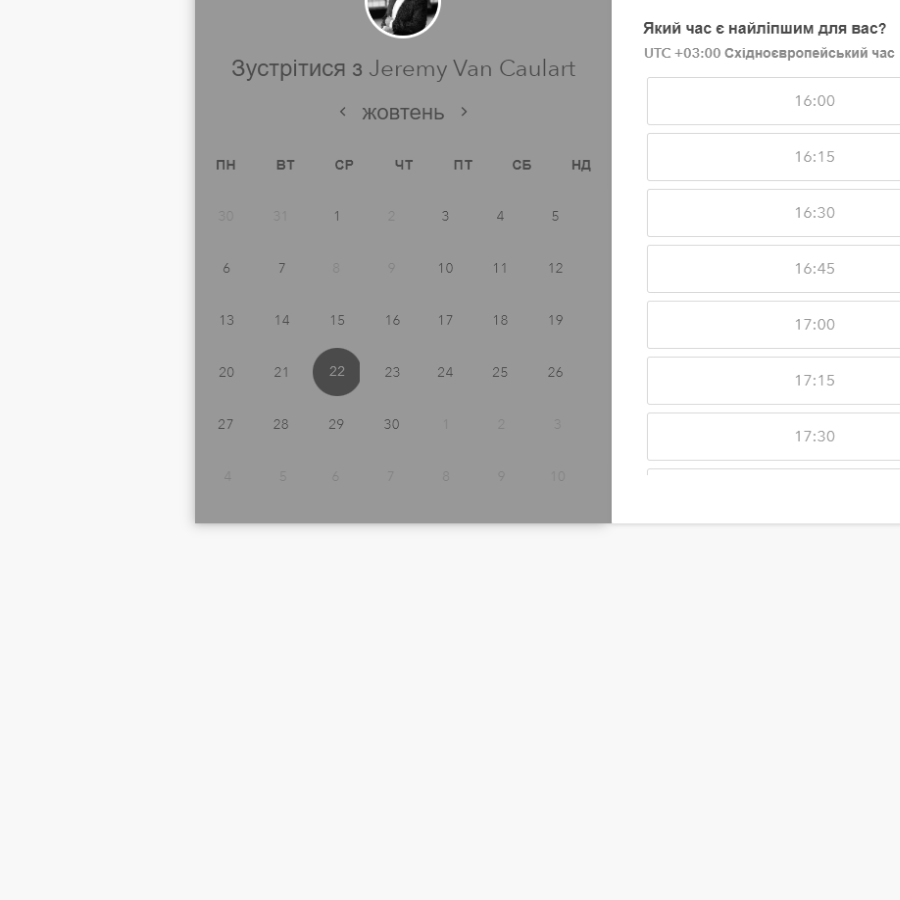 Зустрітися з Jeremy Van Caulart
жовтень
ПН ВТ СР ЧТ ПТ СБ НД
30 31 1 2 3 4 5
6 7 8 9 10 11 12
13 14 15 16 17 18 19
20 21 22 23 24 25 26
27 28 29 30 1 2 3
4 5 6 7 8 9 10
Який час є найліпшим для вас?
UTC +03:00 Східноєвропейський час
16:00
16:15
16:30
16:45
17:00
17:15
17:30